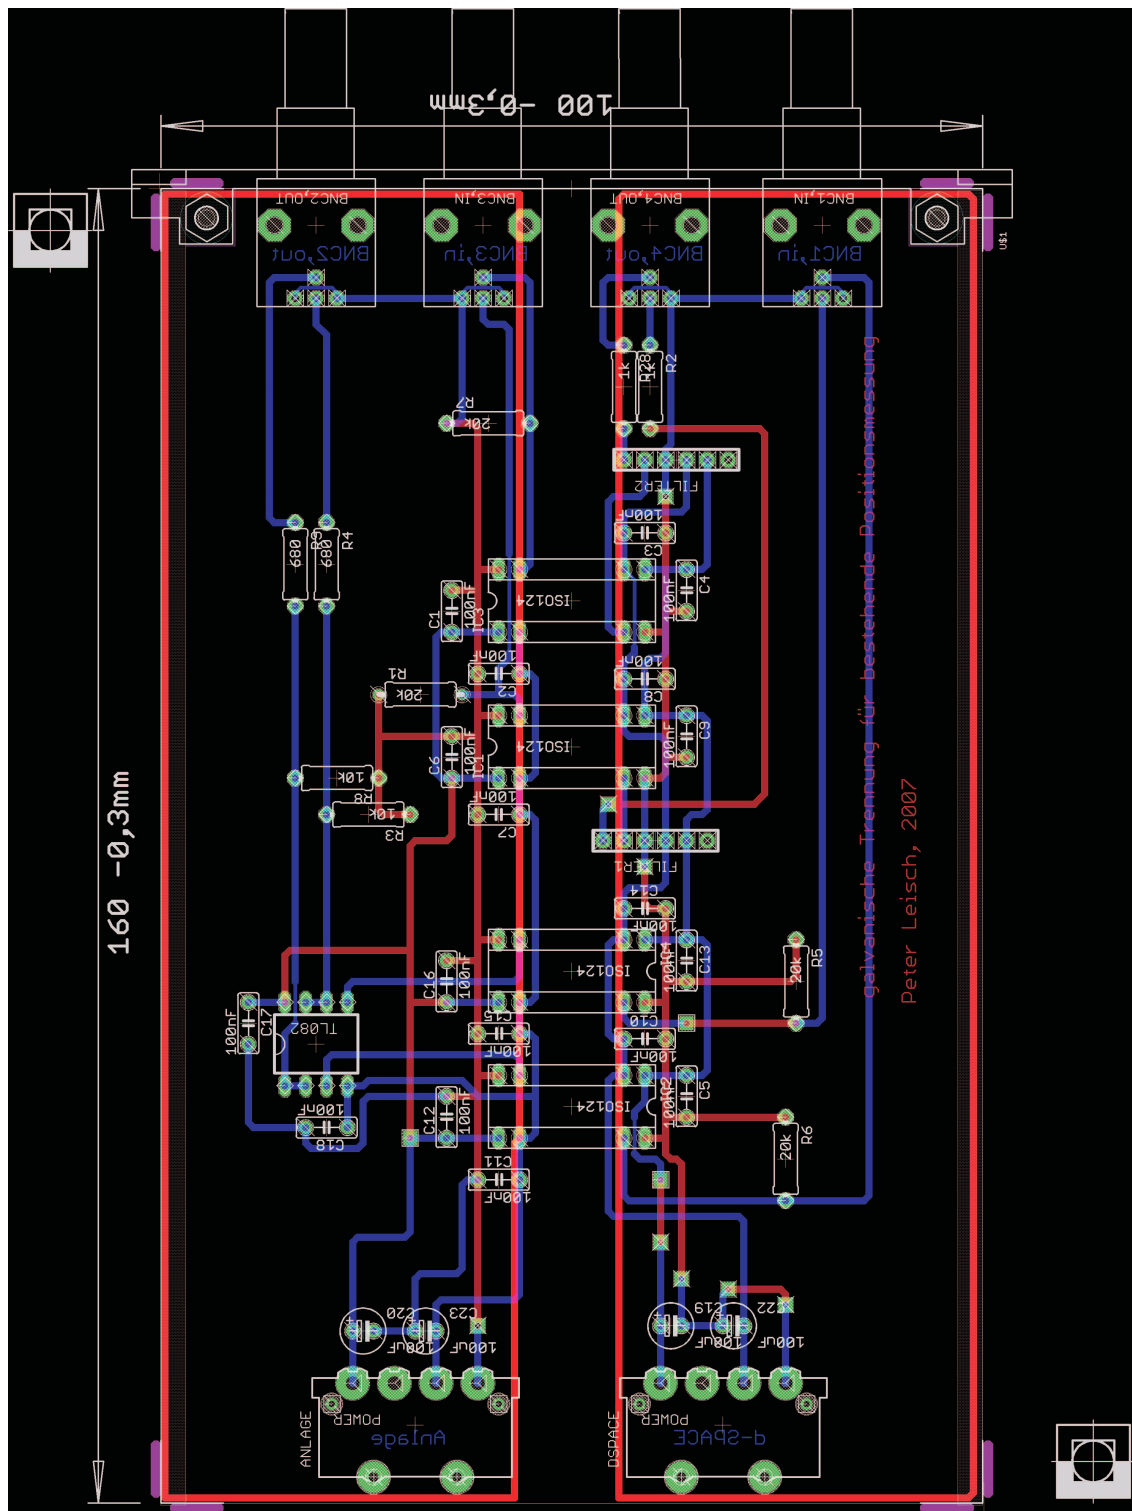 100 -0,3mm
BNC2,OUT
BNC3,IN
BNC4,OUT
BNC1,IN
U$1
BNC2,out
BNC3,in
BNC4,out
BNC1,in
1k
R28
1k
R2
R7
20k
FILTER2
680
R9
680
R4
100nF
C3
ISO124
IC3
C1
100nF
100nF
C4
100nF
C2
100nF
C8
R1
20k
ISO124
IC1
C6
100nF
100nF
C9
100nF
C7
10k
R8
10k
R3
FILTER1
160 -0,3mm
galvanische Trennung für bestehende Positionsmessung
Peter Leisch, 2007
C14
100nF
ISO124
IC4
C16
100nF
100nF
C13
20k
R5
100nF
C17
TL082
C15
100nF
C10
100nF
ISO124
IC2
C12
100nF
100nF
C5
20k
R6
100nF
C18
C11
100nF
C20
100uF
C23
100uF
C19
100uF
C22
100uF
ANLAGE
POWER
Anlage
DSPACE
POWER
d-SPACE